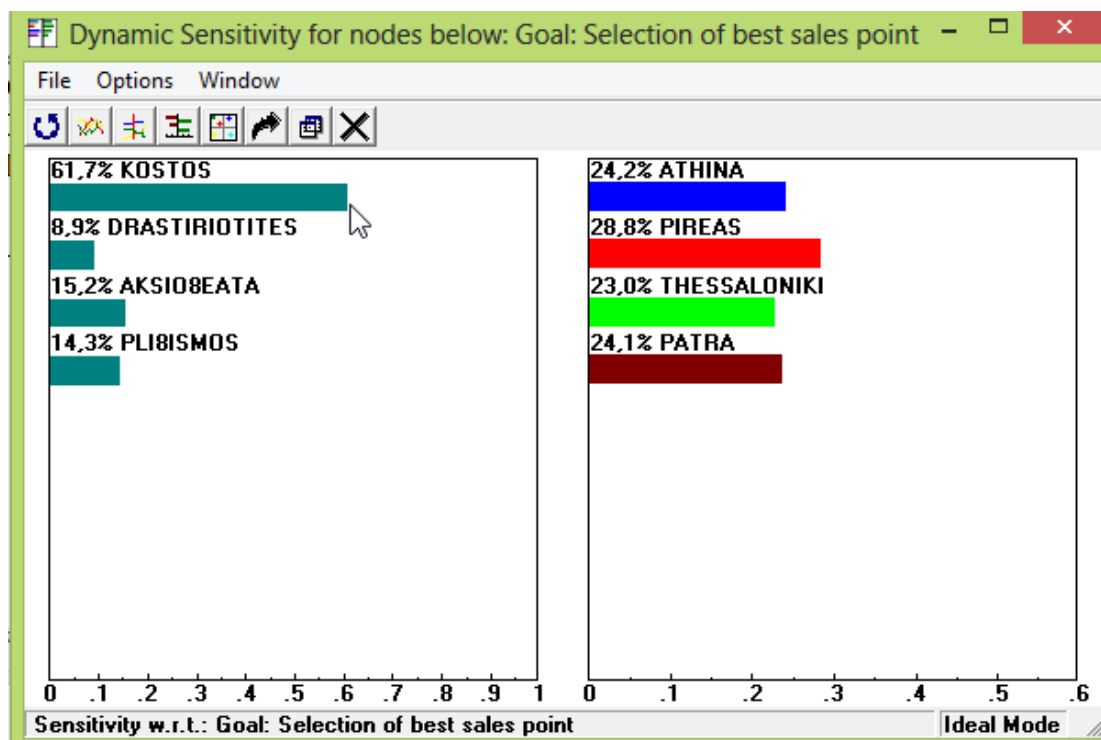 Dynamic Sensitivity for nodes below: Goal: Selection of best sales point
File Options Window
61,7% KOSTOS
8,9% DRASTIRIOTITES
15,2% AKSIO8EATA
14,3% PLI8ISMOS
0 .1 .2 .3 .4 .5 .6 .7 .8 .9 1
24,2% ATHINA
28,8% PIREAS
23,0% THESSALONIKI
24,1% PATRA
0 .1 .2 .3 .4 .5 .6
Sensitivity w.r.t.: Goal: Selection of best sales point
Ideal Mode